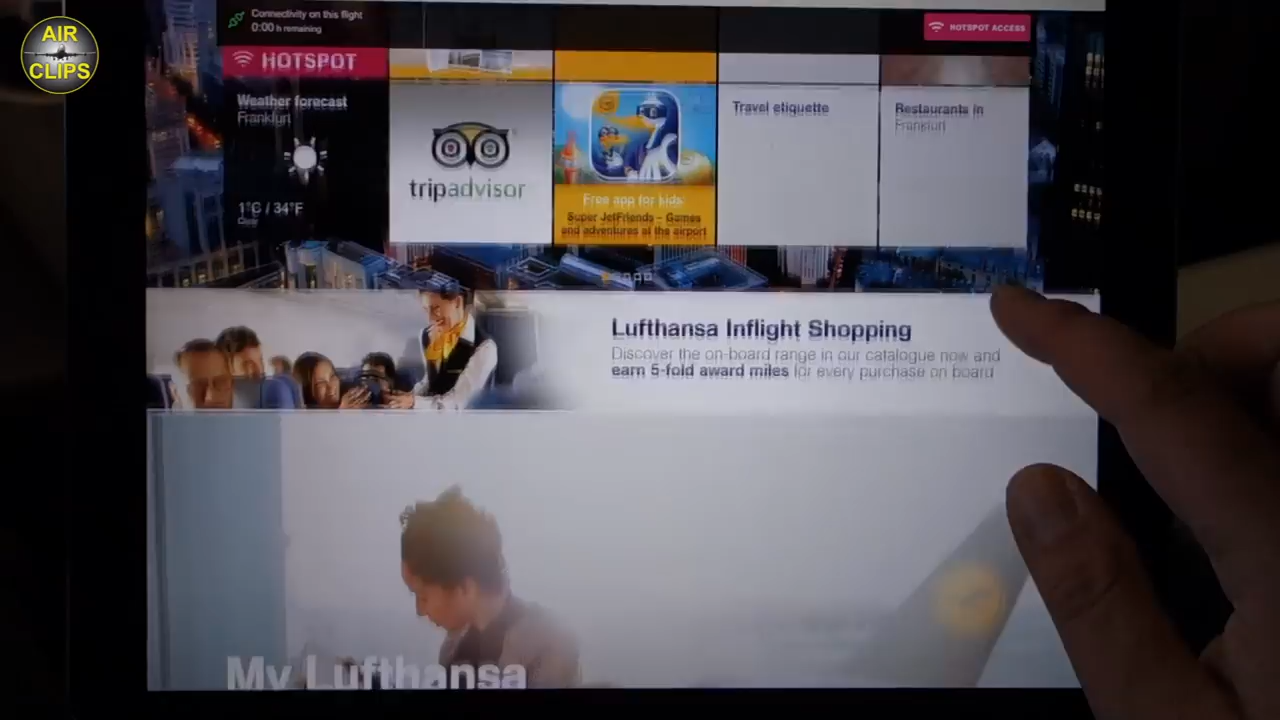 AIR
CLIPS
Connectivity on this flight
0:00 h remaining
HOTSPOT ACCESS
HOTSPOT
Weather forecast
Frankfurt
1°C / 34°F
Clear
tripadvisor
Free app for kids
Super JetFriends – Games
and adventures at the airport
Travel etiquette
Restaurants in
Frankfurt
Lufthansa Inflight Shopping
Discover the on-board range in our catalogue now and
earn 5-fold award miles for every purchase on board
My Lufthansa